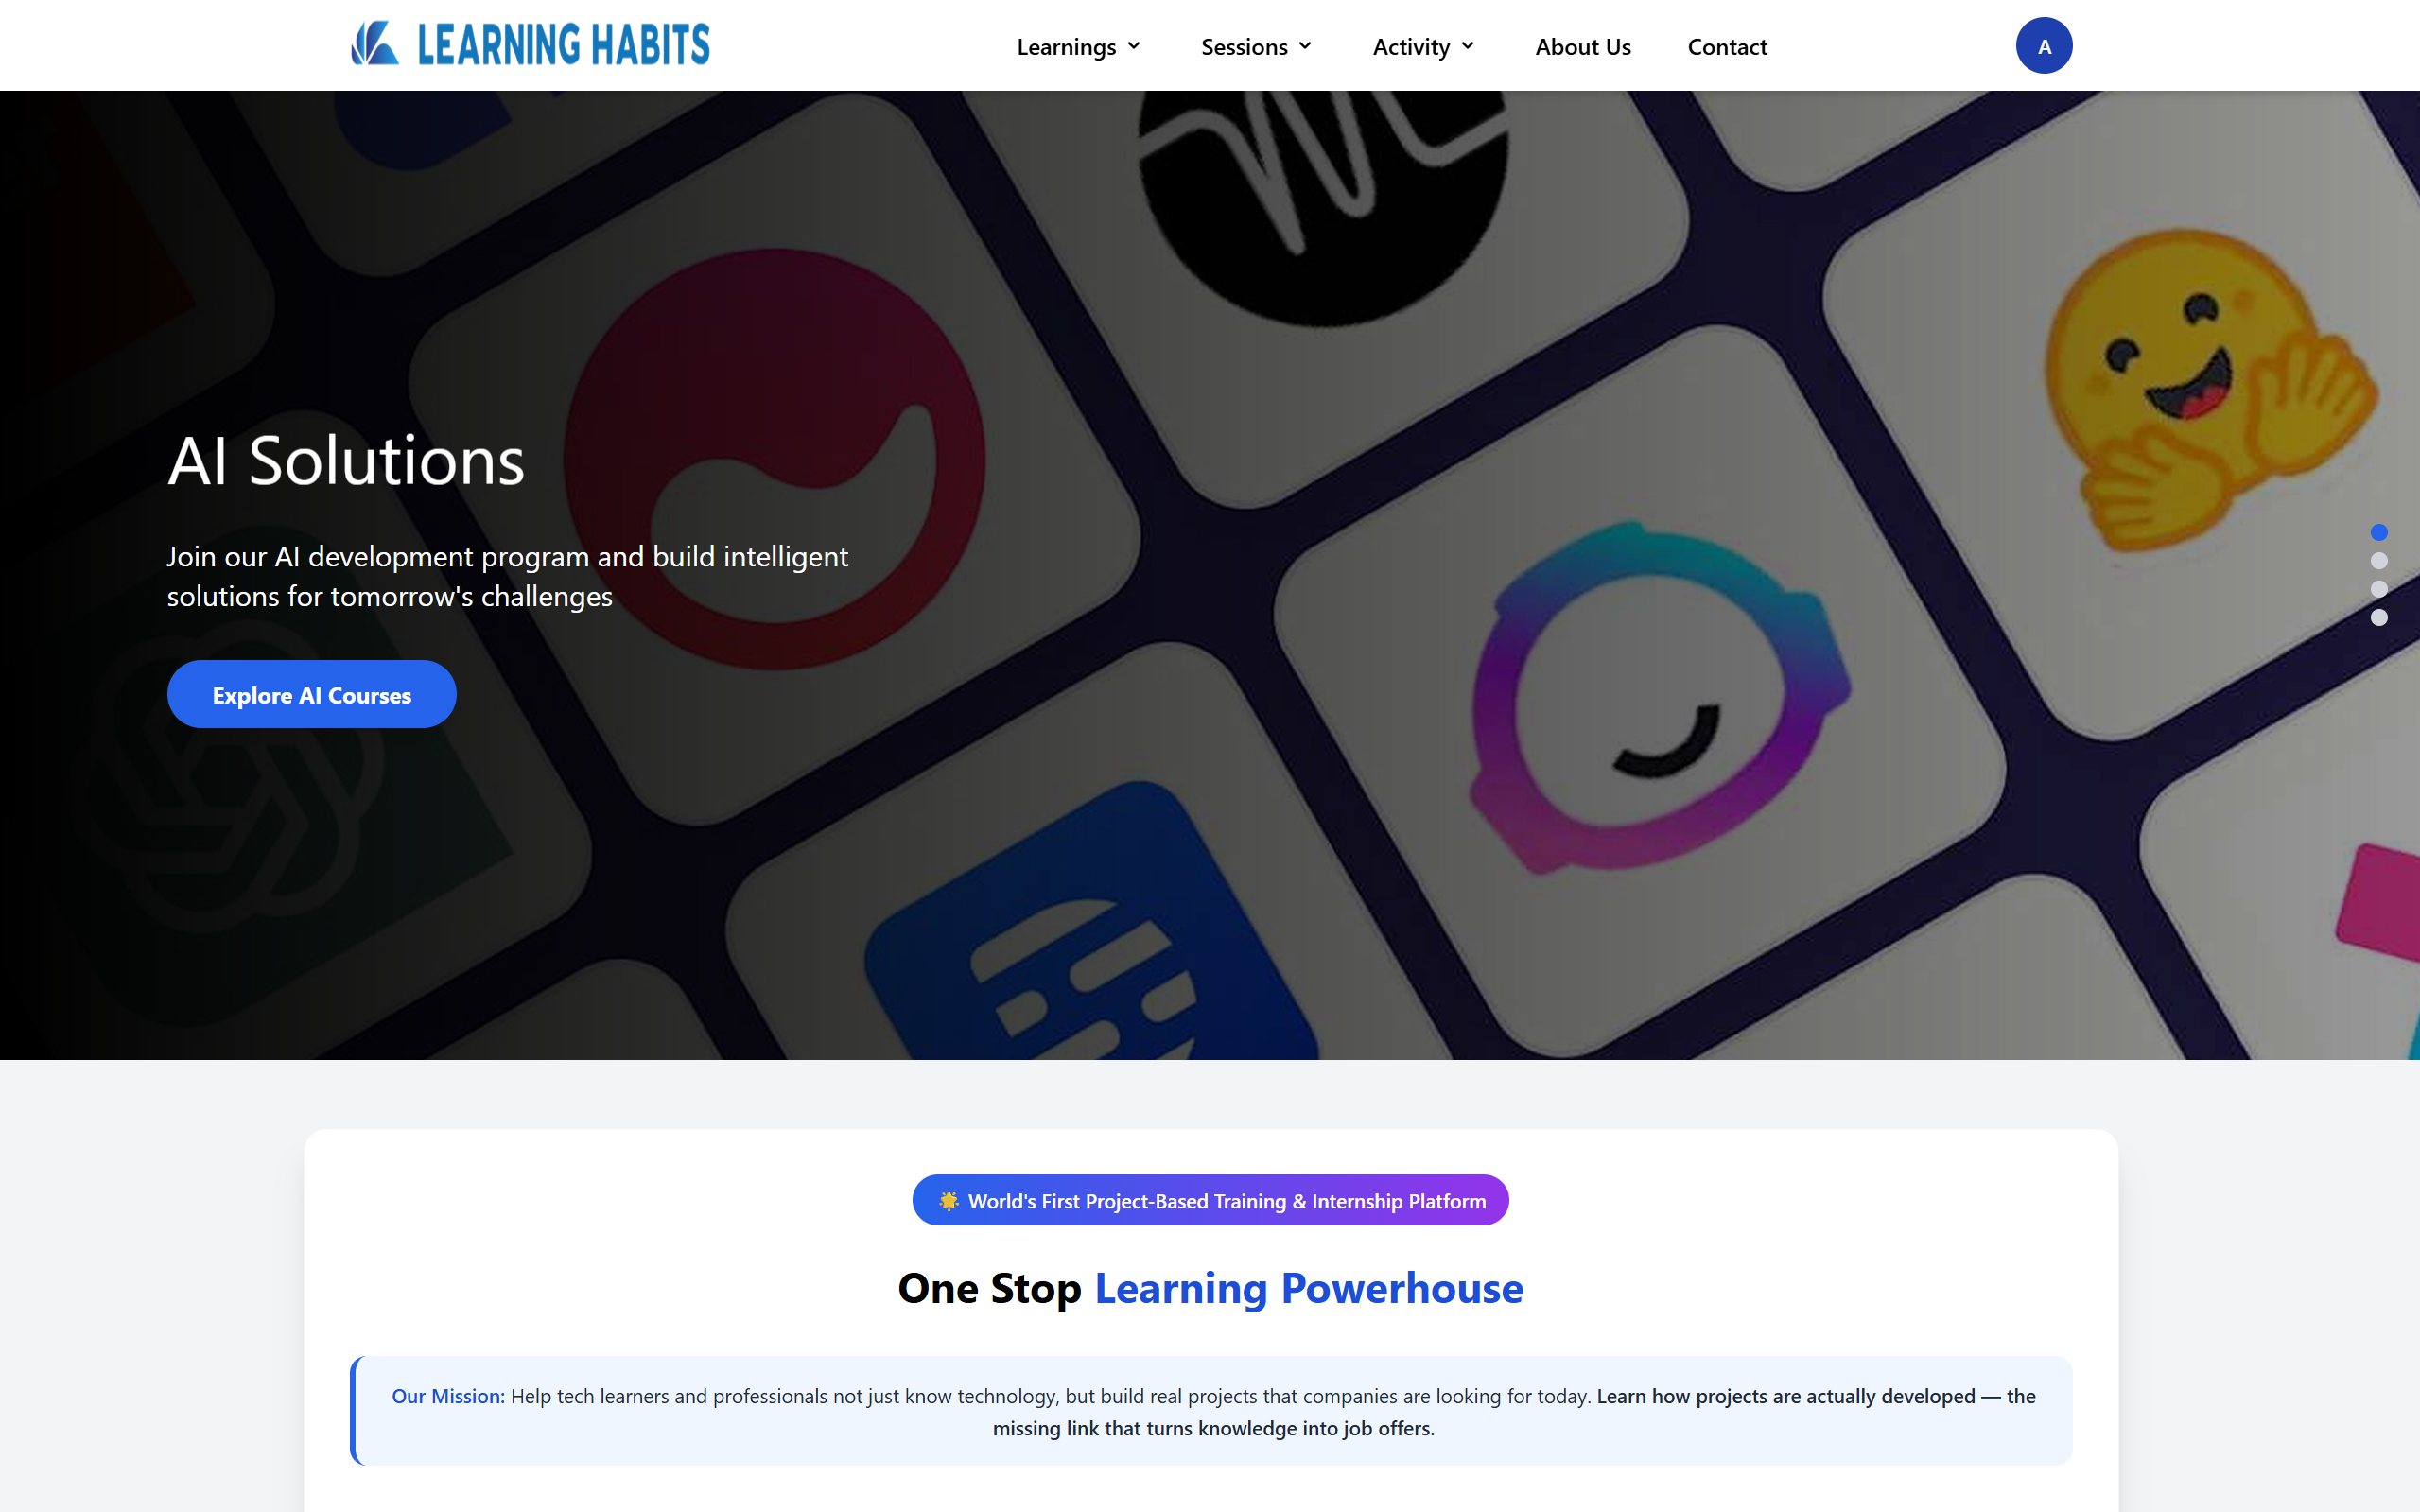 LEARNING HABITS
Learnings
Sessions
Activity
About Us
Contact
A
AI Solutions
Join our AI development program and build intelligent
solutions for tomorrow's challenges
Explore AI Courses
World's First Project-Based Training & Internship Platform
One Stop Learning Powerhouse
Our Mission: Help tech learners and professionals not just know technology, but build real projects that companies are looking for today. Learn how projects are actually developed — the
missing link that turns knowledge into job offers.